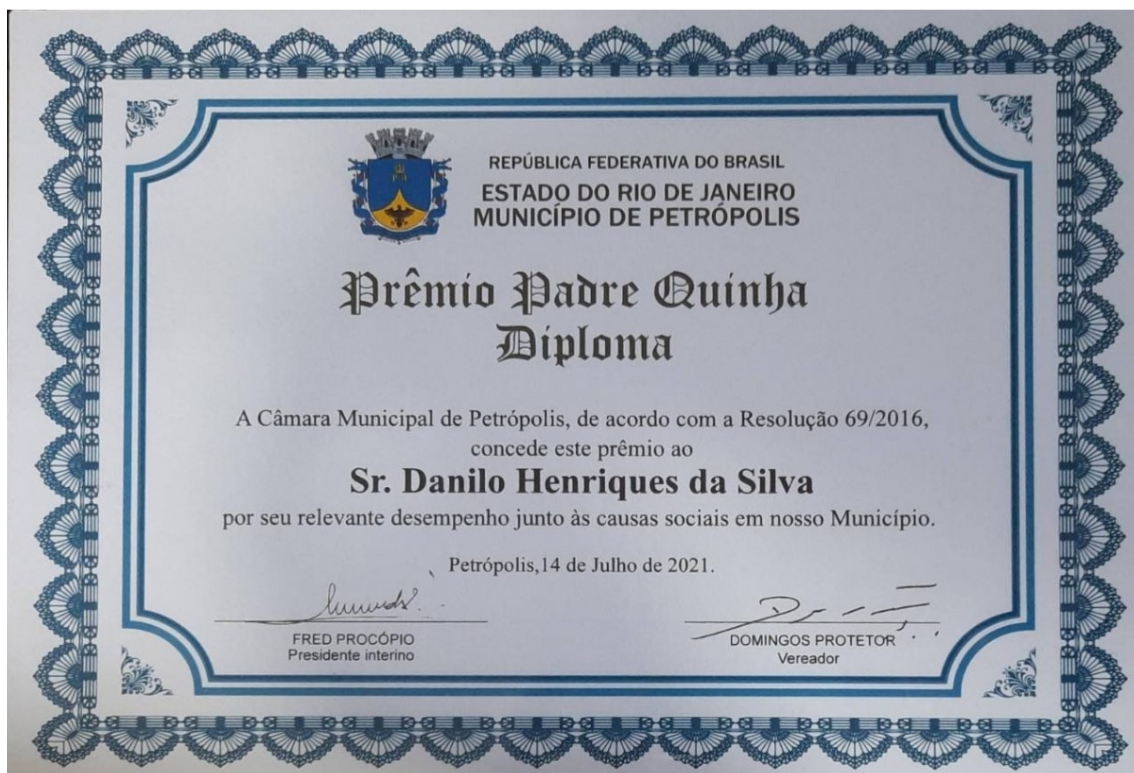 REPÚBLICA FEDERATIVA DO BRASIL
ESTADO DO RIO DE JANEIRO
MUNICÍPIO DE PETRÓPOLIS
Prêmio Padre Quinha
Diploma
A Câmara Municipal de Petrópolis, de acordo com a Resolução 69/2016,
concede este prêmio ao
Sr. Danilo Henriques da Silva
por seu relevante desempenho junto às causas sociais em nosso Município.
Petrópolis,14 de Julho de 2021.
FRED PROCÓPIO
Presidente interino
DOMINGOS PROTETOR
Vereador